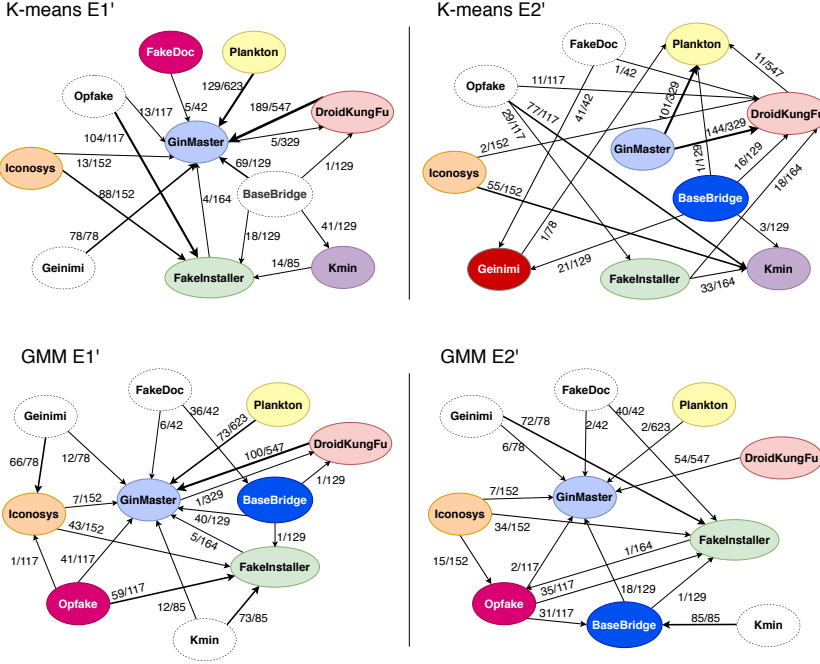 K-means E1'
FakeDoc
Plankton
Opfake
129/623
13/117
5/42
189/547
DroidKungFu
104/117
GinMaster
5/329
13/152
69/129
1/129
Iconosys
88/152
4/164
BaseBridge
78/78
18/129
41/129
Geinimi
14/85
FakeInstaller
Kmin
K-means E2'
FakeDoc
Plankton
1/42
11/547
Opfake
11/117
77/117
41/42
101/329
29/117
DroidKungFu
144/329
2/152
GinMaster
1/129
16/129
Iconosys
18/164
55/152
BaseBridge
1/78
3/129
21/129
Geinimi
FakeInstaller
33/164
Kmin
GMM E1'
FakeDoc
Plankton
Geinimi
36/42
6/42
73/623
DroidKungFu
66/78
12/78
100/547
1/129
7/152
GinMaster
1/329
BaseBridge
Iconosys
43/152
40/129
5/164
1/129
1/117
41/117
FakeInstaller
59/117
Opfake
12/85
73/85
Kmin
GMM E2'
FakeDoc
Plankton
Geinimi
72/78
40/42
2/42
2/623
6/78
54/547
DroidKungFu
7/152
GinMaster
Iconosys
34/152
FakeInstaller
15/152
1/164
2/117
35/117
Opfake
18/129
1/129
31/117
BaseBridge
85/85
Kmin